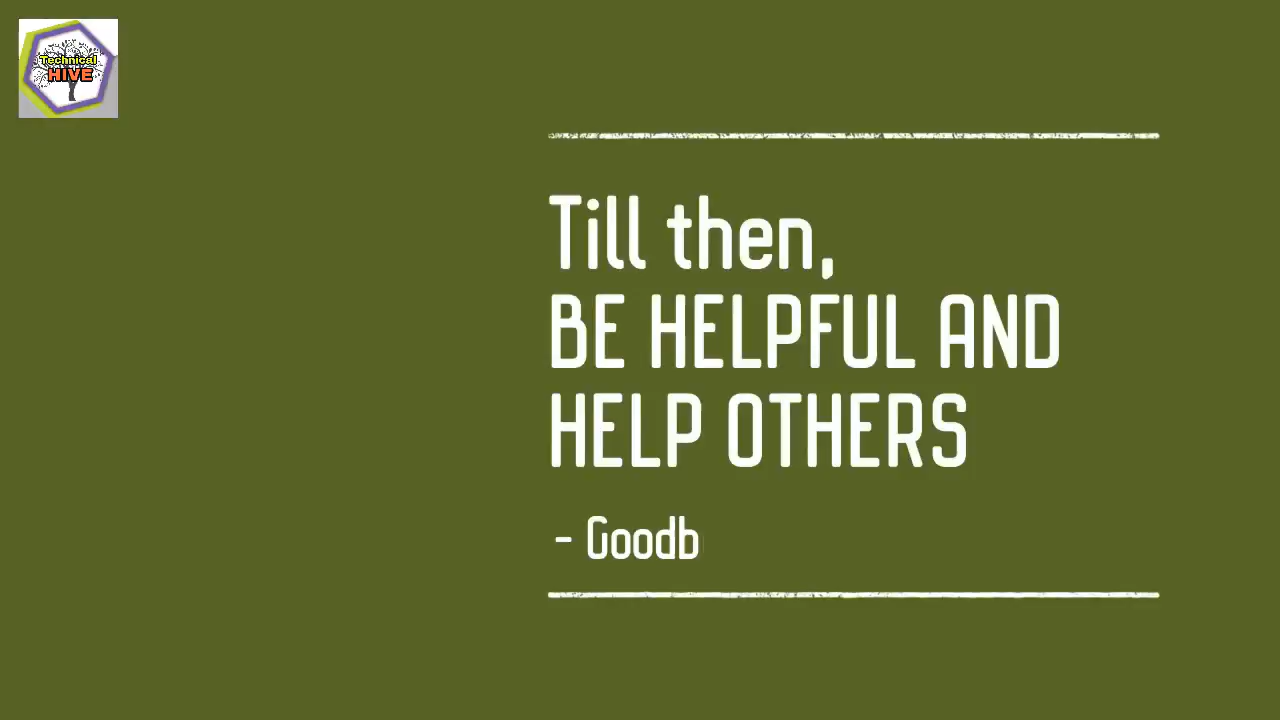 Technical
HIVE
Till then,
BE HELPFUL AND
HELP OTHERS
- Goodb